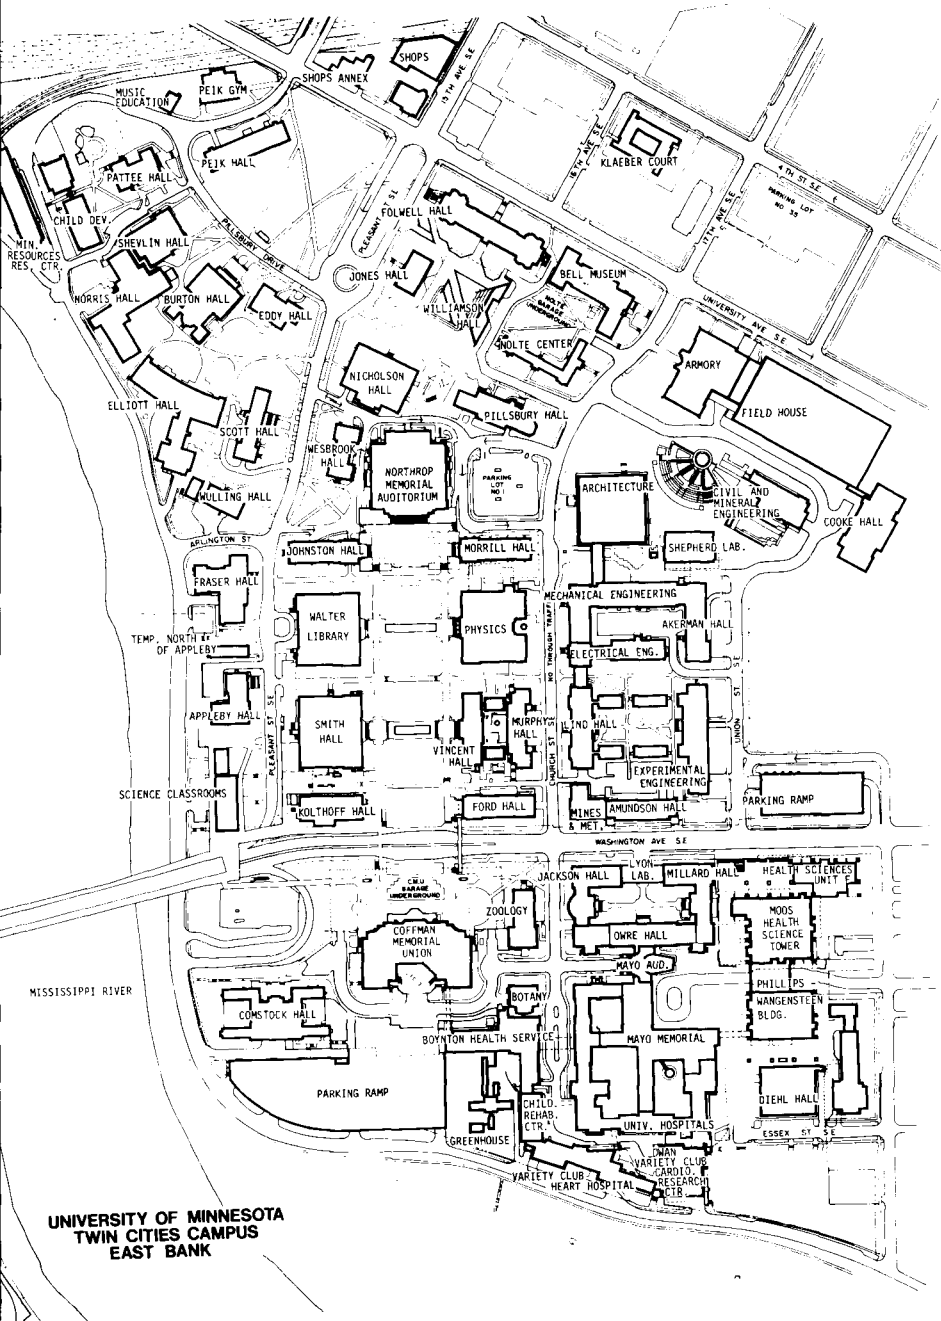 SHOPS
SHOPS ANNEX
15TH AVE S.E
PEIK GYM
MUSIC
EDUCATION
16TH AVE S E
KLAEBER COURT
4 TH ST S.E
PARKING LOT
NO 35
17TH AVE S E
PEIK HALL
PATTEE HALL
CHILD DEV.
SHEVLIN HALL
PILLSBURY DRIVE
PLEASANT ST S.E
FOLWELL HALL
MIN.
RESOURCES
RES. CTR.
JONES HALL
BELL MUSEUM
NORRIS HALL
BURTON HALL
EDDY HALL
WILLIAMSON
HALL
NOLTE
GARAGE
UNDERGROUND
UNIVERSITY AVE S E
NOLTE CENTER
ARMORY
NICHOLSON
HALL
ELLIOTT HALL
SCOTT HALL
PILLSBURY HALL
FIELD HOUSE
WESBROOK
HALL
NORTHROP
MEMORIAL
AUDITORIUM
PARKING
LOT
NO 1
ARCHITECTURE
CIVIL AND
MINERAL
ENGINEERING
COOKE HALL
WULLING HALL
ARLINGTON ST
JOHNSTON HALL
MORRILL HALL
SHEPHERD LAB.
FRASER HALL
MECHANICAL ENGINEERING
WALTER
LIBRARY
PHYSICS
NO THROUGH TRAFFIC
AKERMAN HALL
TEMP. NORTH
OF APPLEBY
ELECTRICAL ENG.
APPLEBY HALL
PLEASANT ST S.E
SMITH
HALL
VINCENT
HALL
MURPHY
HALL
CHURCH ST SE
LIND HALL
UNION ST S E
EXPERIMENTAL
ENGINEERING
SCIENCE CLASSROOMS
KOLTHOFF HALL
FORD HALL
MINES
& MET.
AMUNDSON HALL
PARKING RAMP
WASHINGTON AVE S.E
C.M.U
GARAGE
UNDERGROUND
JACKSON HALL
LYON
LAB.
MILLARD HALL
HEALTH SCIENCES
UNIT F
ZOOLOGY
COFFMAN
MEMORIAL
UNION
OWRE HALL
MOOS
HEALTH
SCIENCE
TOWER
MAYO AUD.
MISSISSIPPI RIVER
COMSTOCK HALL
BOTANY
PHILLIPS
WANGENSTEEN
BLDG.
BOYNTON HEALTH SERVICE
MAYO MEMORIAL
PARKING RAMP
CHILD.
REHAB.
CTR.
DIEHL HALL
UNIV. HOSPITALS
ESSEX ST S E
GREENHOUSE
VARIETY CLUB
HEART HOSPITAL
DWAN
VARIETY CLUB
CARDIO.
RESEARCH
CTR.
UNIVERSITY OF MINNESOTA
TWIN CITIES CAMPUS
EAST BANK